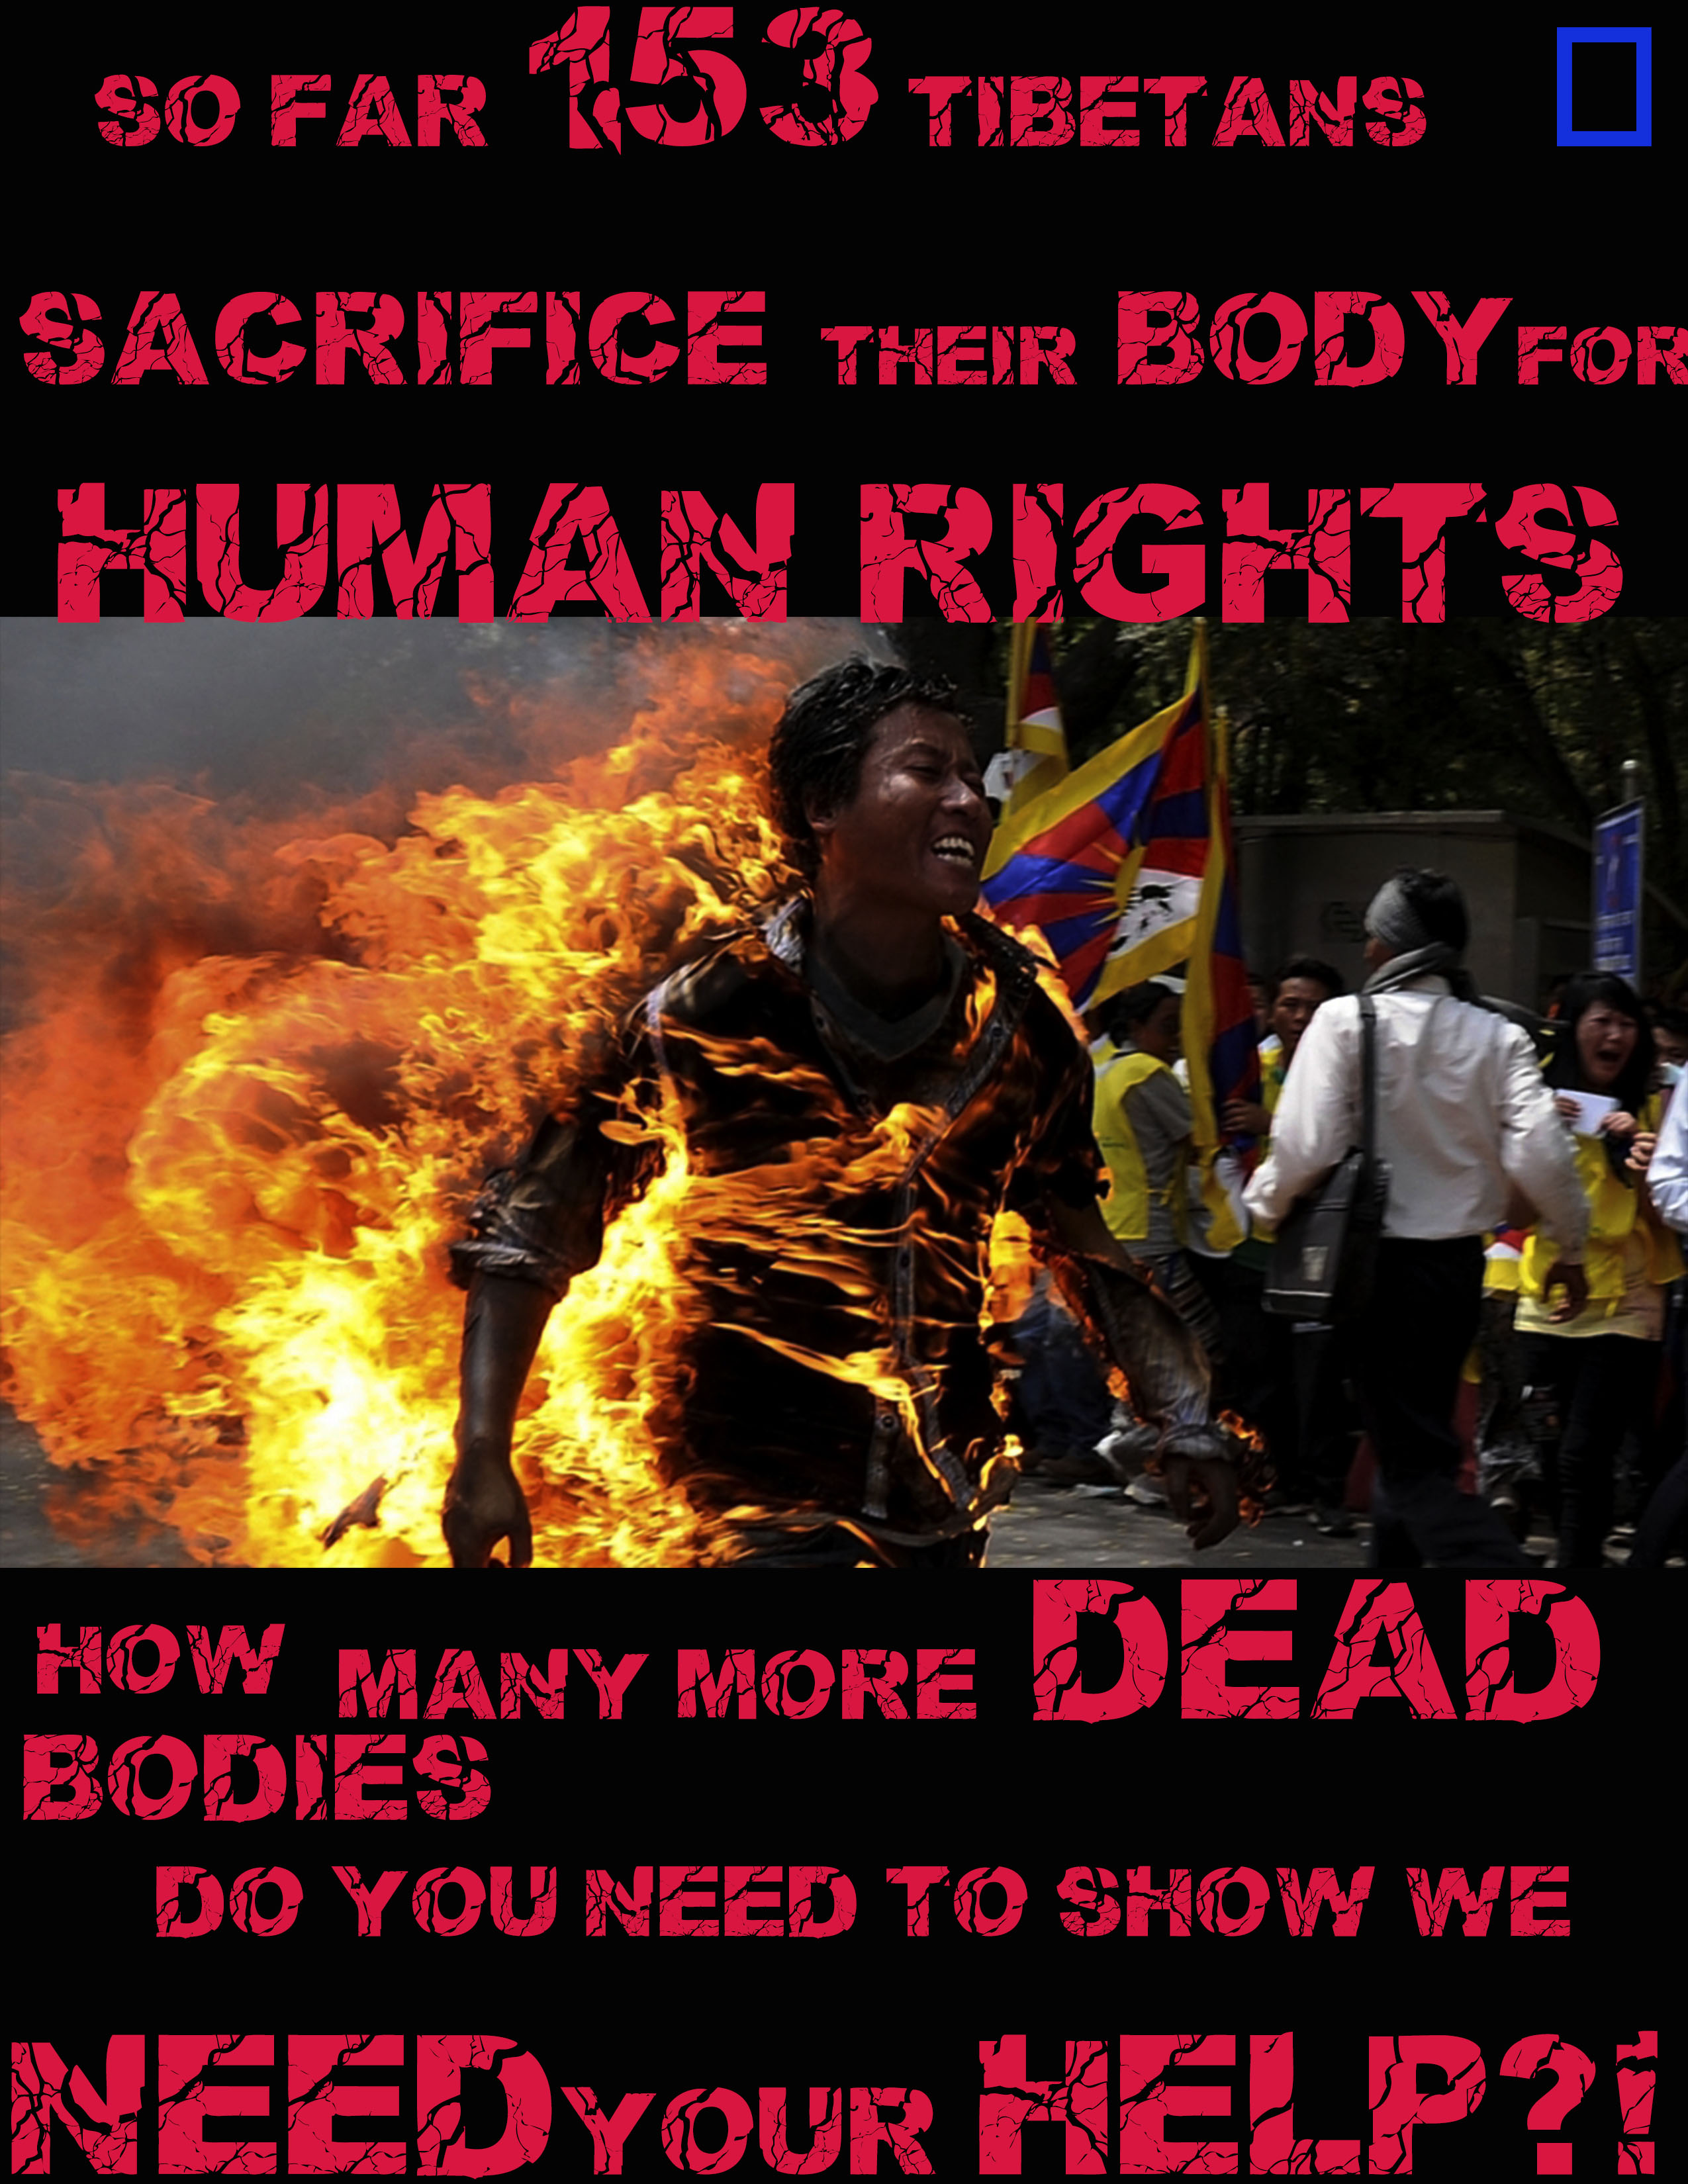 SO FAR 153 TIBETANS
SACRIFICE THEIR BODY FOR
HUMAN RIGHTS
HOW MANY MORE DEAD
BODIES
DO YOU NEED TO SHOW WE
NEED YOUR HELP?!